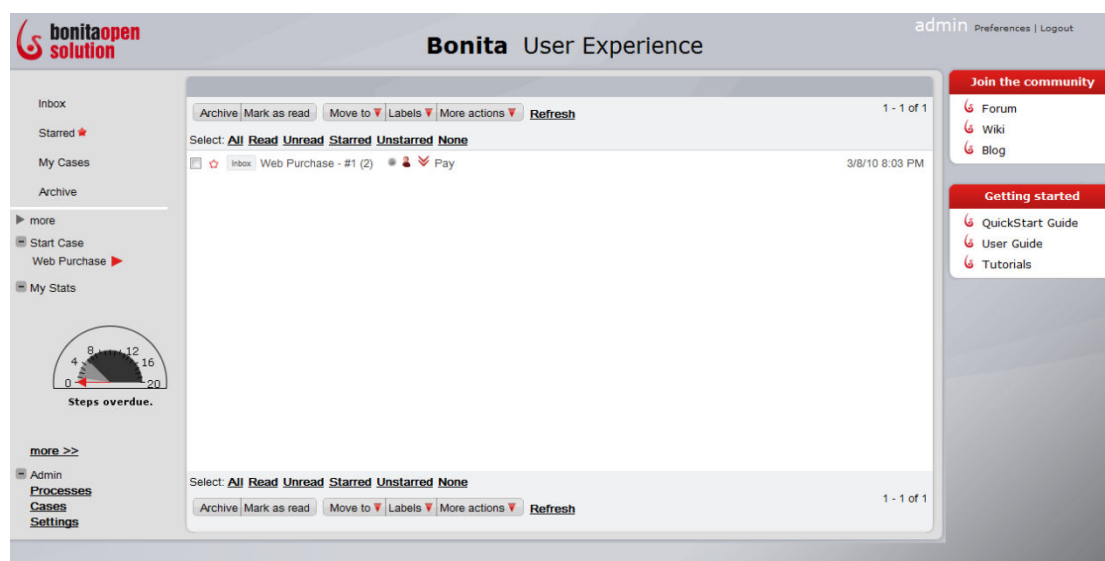 bonitaopen
solution
Bonita User Experience
admin Preferences | Logout
Inbox
Starred
My Cases
Archive
more
Start Case
Web Purchase
My Stats
0 4 8 12 16 20
Steps overdue.
more >>
Admin
Processes
Cases
Settings
Archive Mark as read Move to Labels More actions Refresh 1 - 1 of 1
Select: All Read Unread Starred Unstarred None
Inbox Web Purchase - #1 (2) Pay 3/8/10 8:03 PM
Select: All Read Unread Starred Unstarred None
Archive Mark as read Move to Labels More actions Refresh 1 - 1 of 1
Join the community
Forum
Wiki
Blog
Getting started
QuickStart Guide
User Guide
Tutorials